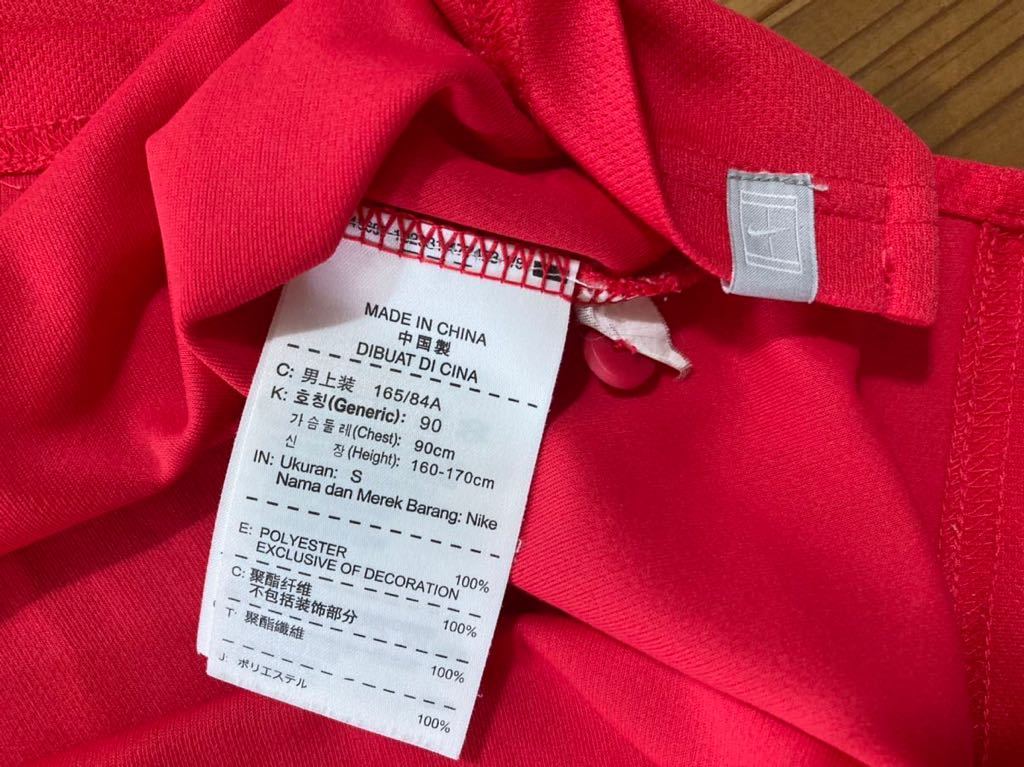 MADE IN CHINA
中国製
DIBUAT DI CINA
C: 男上装 165/84A
K: 호칭(Generic): 90
가슴둘레(Chest): 90cm
신 장(Height): 160-170cm
IN: Ukuran: S
Nama dan Merek Barang: Nike
E: POLYESTER 100%
EXCLUSIVE OF DECORATION
C: 聚酯纤维 100%
不包括装饰部分
T: 聚酯纖維 100%
J: ポリエステル 100%